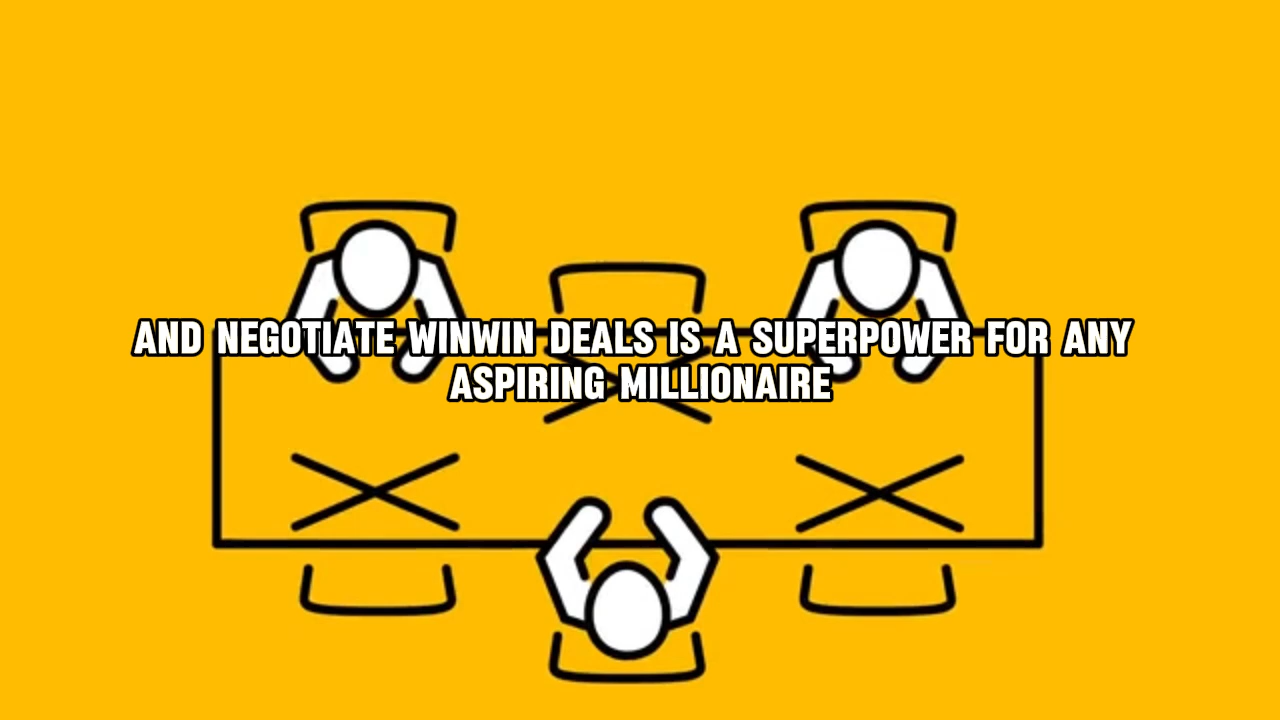 AND NEGOTIATE WINWIN DEALS IS A SUPERPOWER FOR ANY
ASPIRING MILLIONAIRE